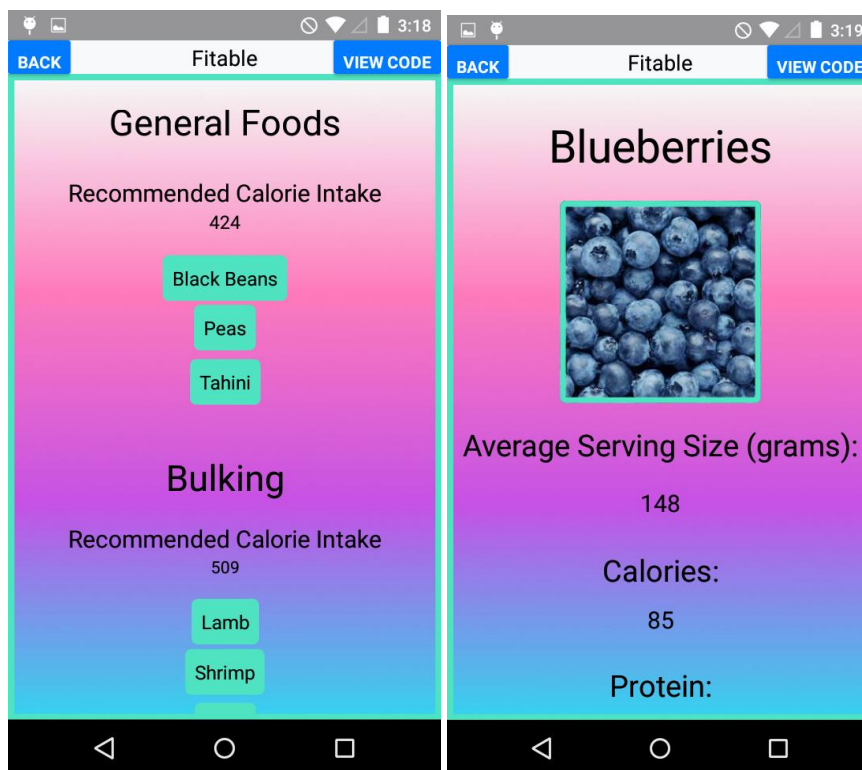 3:18
BACK
Fitable
VIEW CODE
General Foods
Recommended Calorie Intake
424
Black Beans
Peas
Tahini
Bulking
Recommended Calorie Intake
509
Lamb
Shrimp
3:19
BACK
Fitable
VIEW CODE
Blueberries
Average Serving Size (grams):
148
Calories:
85
Protein: